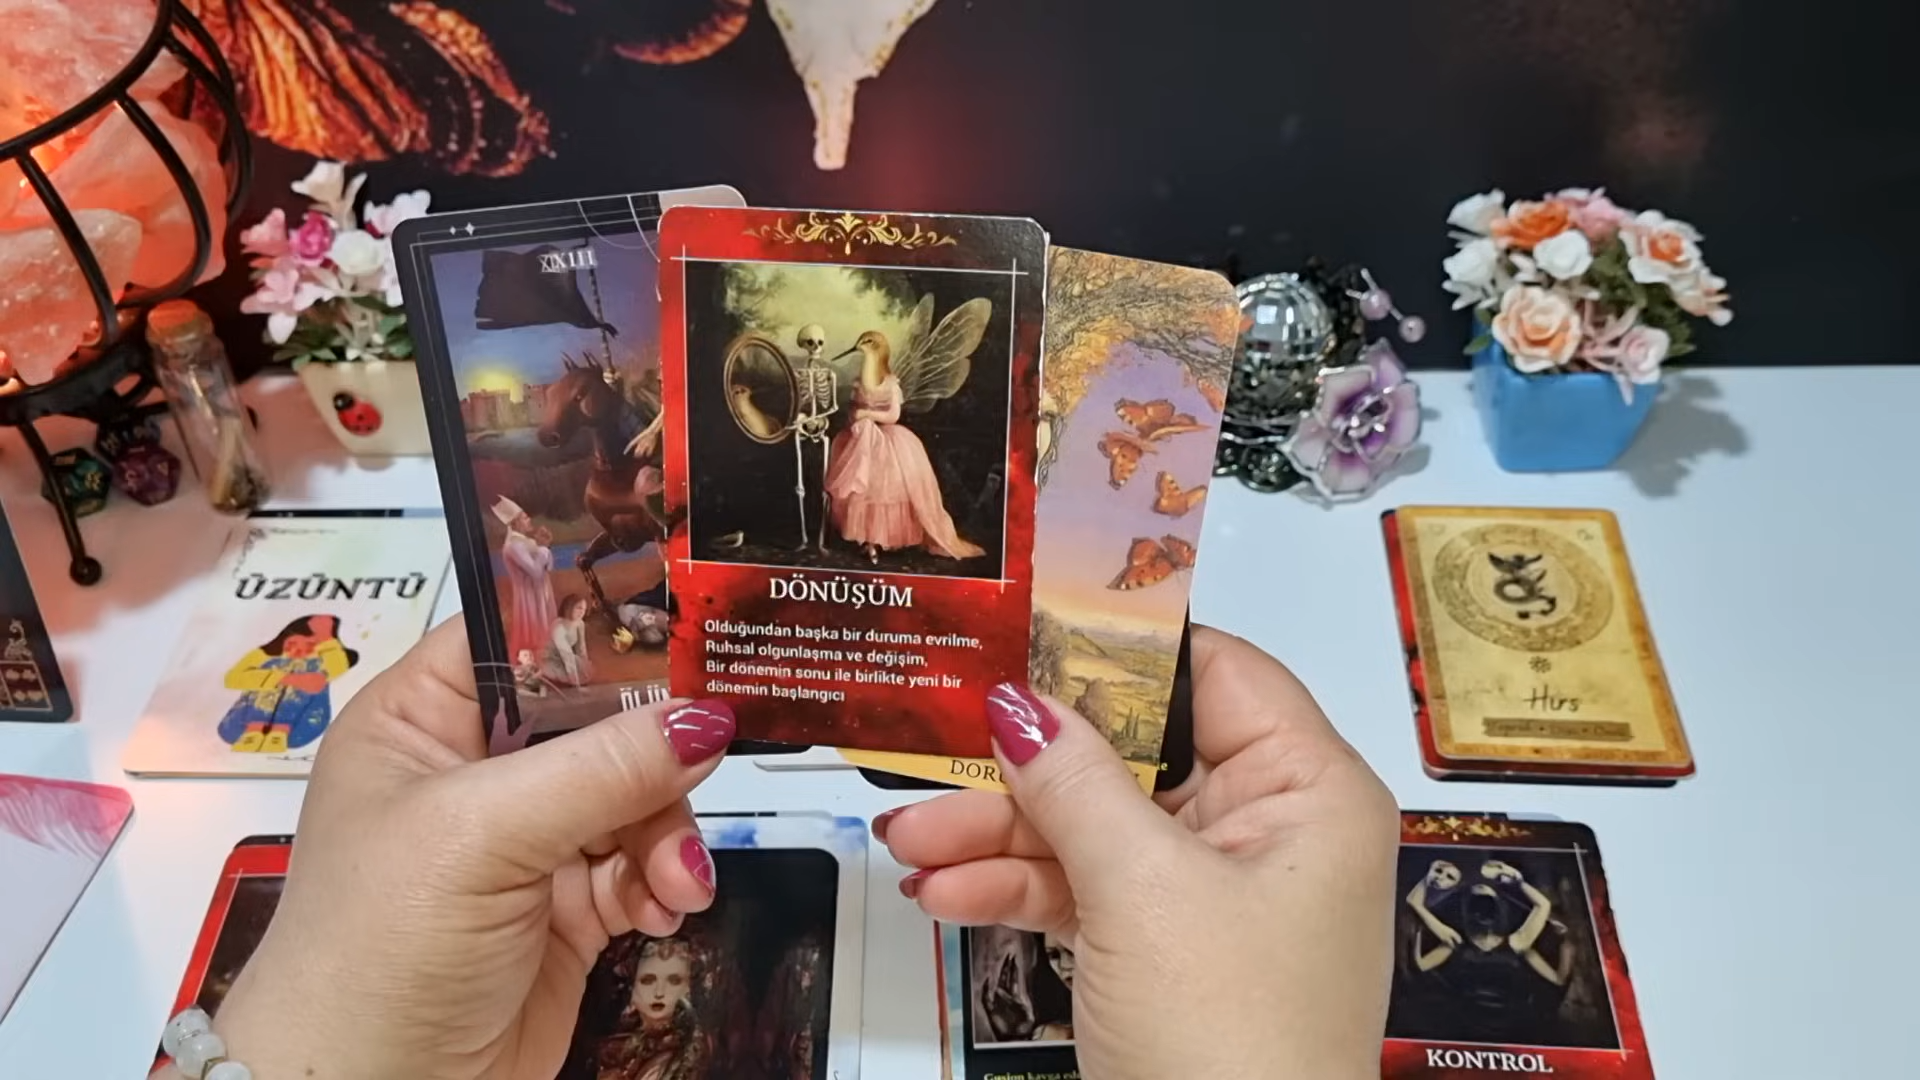 XIII
DÖNÜŞÜM
Olduğundan başka bir duruma evrilme,
Ruhsal olgunlaşma ve değişim,
Bir dönemin sonu ile birlikte yeni bir
dönemin başlangıcı
ÜZÜNTÜ
Hırs
KONTROL